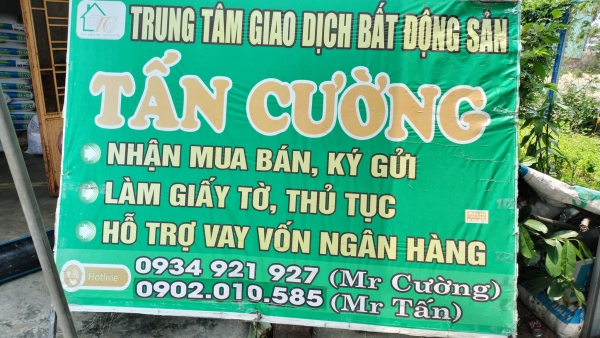 TRUNG TÂM GIAO DỊCH BẤT ĐỘNG SẢN
TẤN CƯỜNG
NHẬN MUA BÁN, KÝ GỬI
LÀM GIẤY TỜ, THỦ TỤC
HỖ TRỢ VAY VỐN NGÂN HÀNG
Hotline
0934 921 927 (Mr Cường)
0902.010.585 (Mr Tấn)